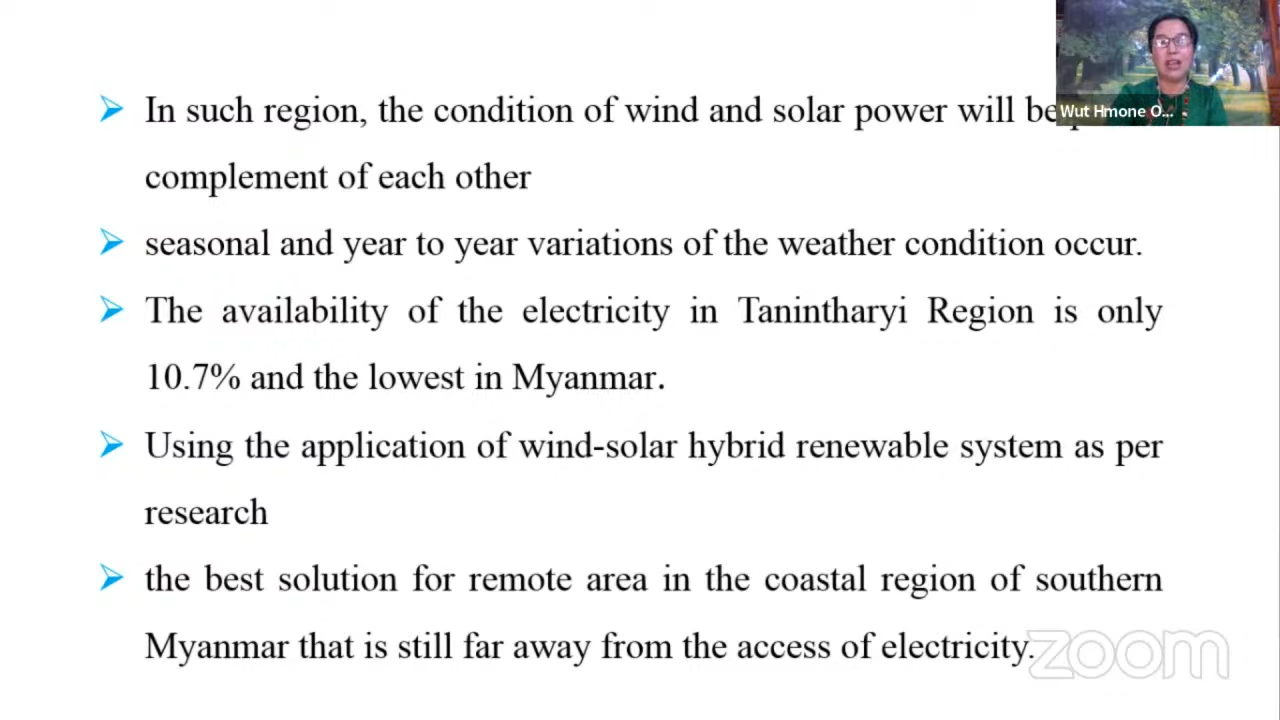 In such region, the condition of wind and solar power will be
complement of each other
seasonal and year to year variations of the weather condition occur.
The availability of the electricity in Tanintharyi Region is only
10.7% and the lowest in Myanmar.
Using the application of wind-solar hybrid renewable system as per
research
the best solution for remote area in the coastal region of southern
Myanmar that is still far away from the access of electricity.
Wut Hmone O...
zoom